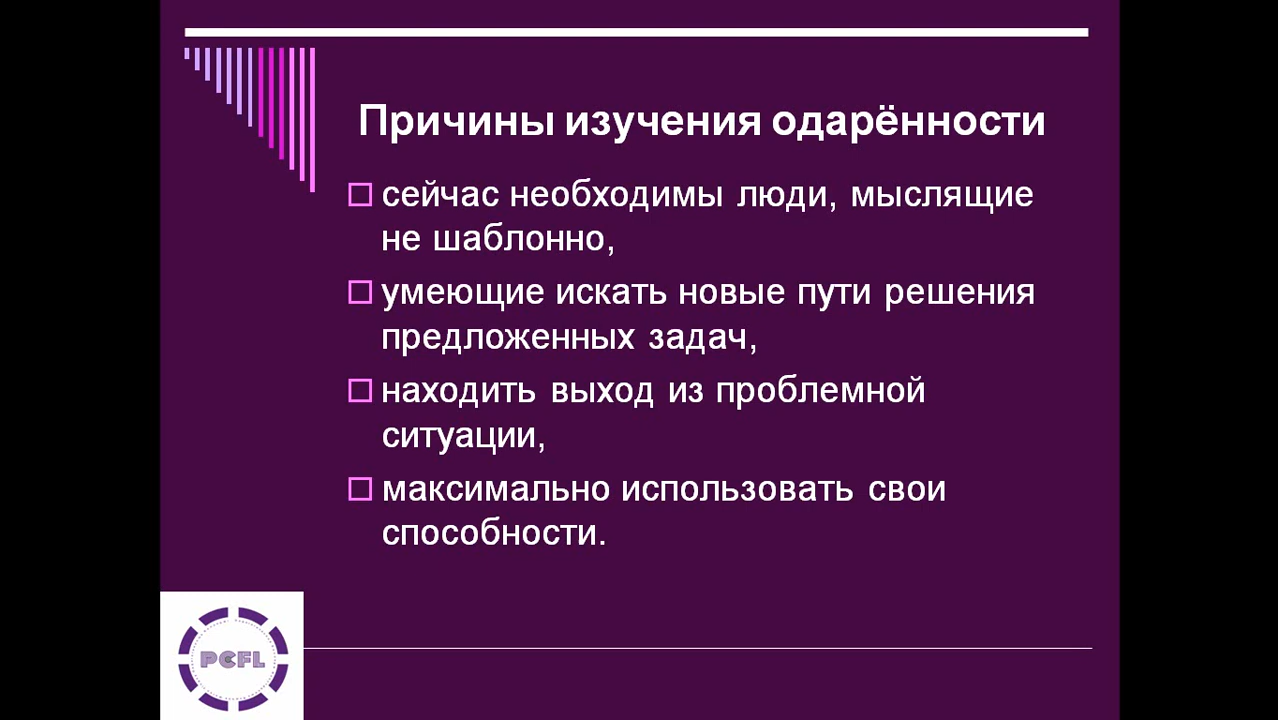 Причины изучения одарённости
сейчас необходимы люди, мыслящие
не шаблонно,
умеющие искать новые пути решения
предложенных задач,
находить выход из проблемной
ситуации,
максимально использовать свои
способности.
PCFL